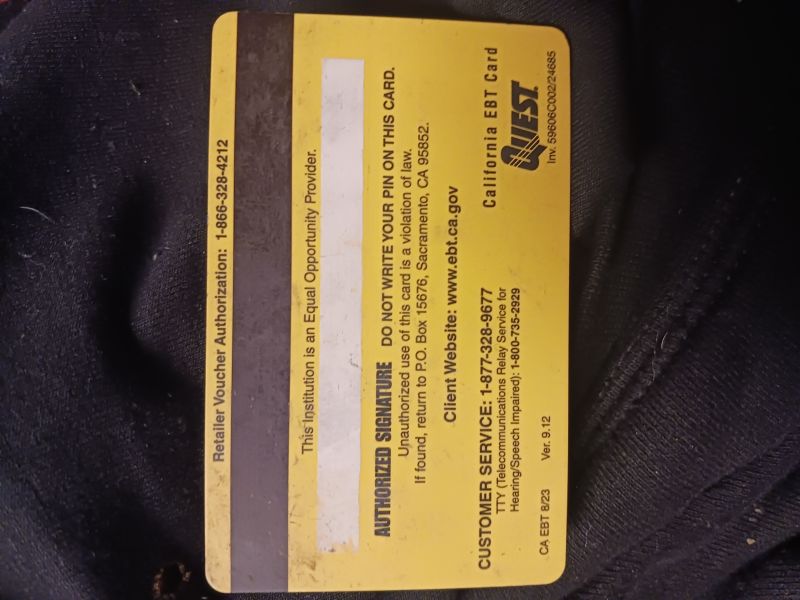 Retailer Voucher Authorization: 1-866-328-4212
This Institution is an Equal Opportunity Provider.
AUTHORIZED SIGNATURE DO NOT WRITE YOUR PIN ON THIS CARD.
Unauthorized use of this card is a violation of law.
If found, return to P.O. Box 15676, Sacramento, CA 95852.
Client Website: www.ebt.ca.gov
CUSTOMER SERVICE: 1-877-328-9677
TTY (Telecommunications Relay Service for
Hearing/Speech Impaired): 1-800-735-2929
CA EBT 8/23 Ver. 9.12
California EBT Card
QUEST.
Inv. 59606C002/24685